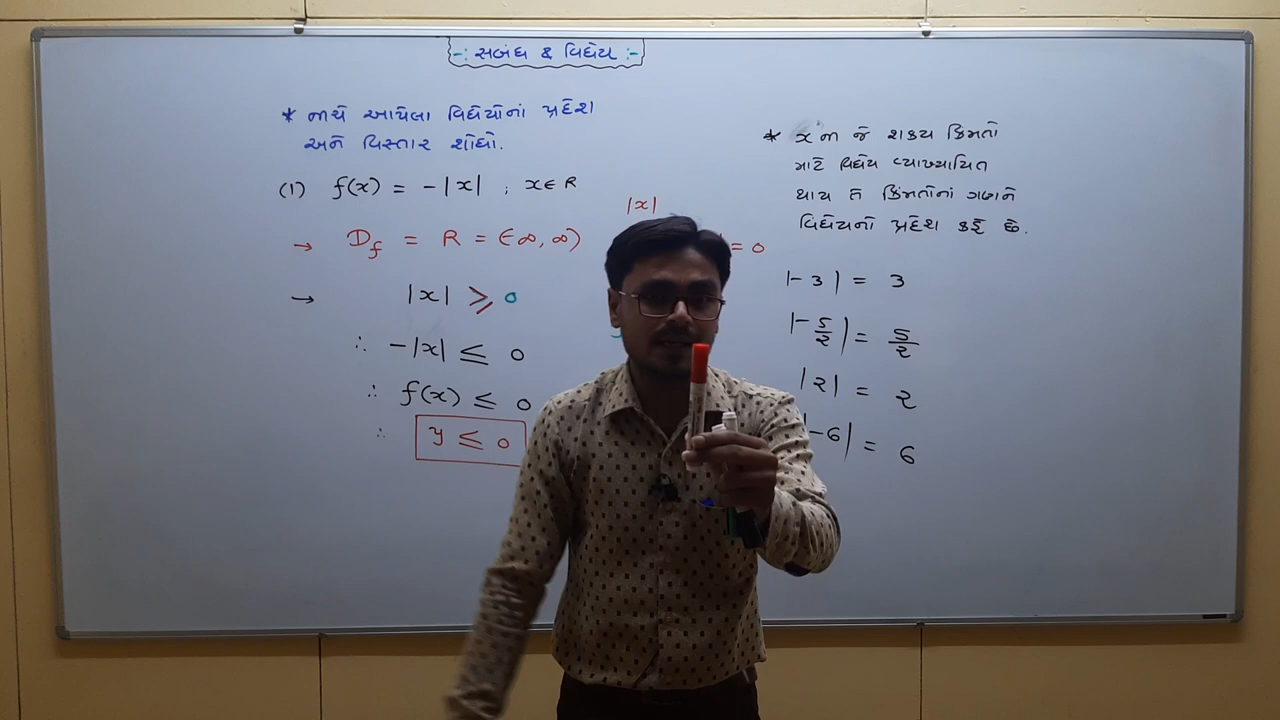 -: સબંધ & વિધેય :-
* નીચે આપેલા વિધેયોનાં પ્રદેશ
અને વિસ્તાર શોધો.
(1) f(x) = -|x| ; x ∈ R
→ D_f = R = (-∞, ∞)
→ |x| ⩾ 0
∴ -|x| ≤ 0
∴ f(x) ≤ 0
∴ y ≤ 0
|x|
| = 0
* x ના જે શક્ય કિંમતો
માટે વિધેય વ્યાખ્યાયિત
થાય તે કિંમતોનાં ગણને
વિધેયનો પ્રદેશ કહે છે.
|-3| = 3
|-5/2| = 5/2
|2| = 2
|-6| = 6